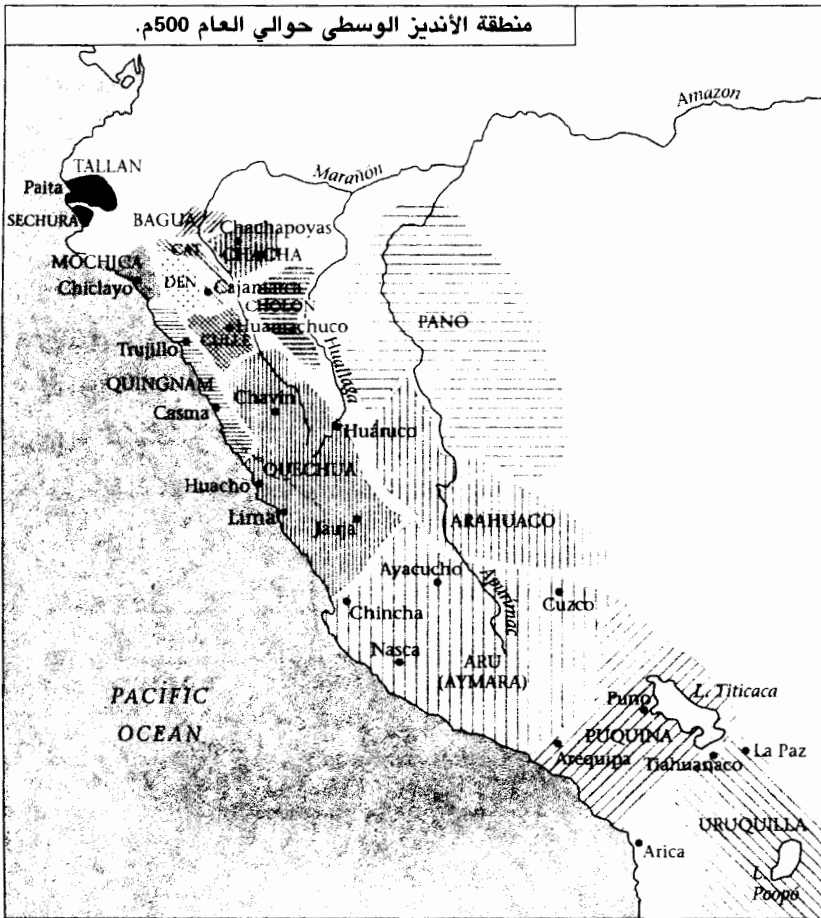 منطقة الأنديز الوسطى حوالي العام 500م.
Amazon
Marañón
TALLAN
Paita
SECHURA
BAGUA
Chachapoyas
CAT
CHACHA
MOCHICA
Chiclayo
DEN
Cajamarca
CHOLON
Huamachuco
CULLE
PANO
Trujillo
Huallaga
QUINGNAM
Chavin
Casma
Huánuco
QUECHUA
Huacho
Lima
Jauja
ARAHUACO
Ayacucho
Apurímac
Cuzco
Chincha
Nasca
ARU
(AYMARA)
L. Titicaca
Puno
PACIFIC
OCEAN
PUQUINA
La Paz
Arequipa
Tiahuanaco
URUQUILLA
Arica
L.
Poopó